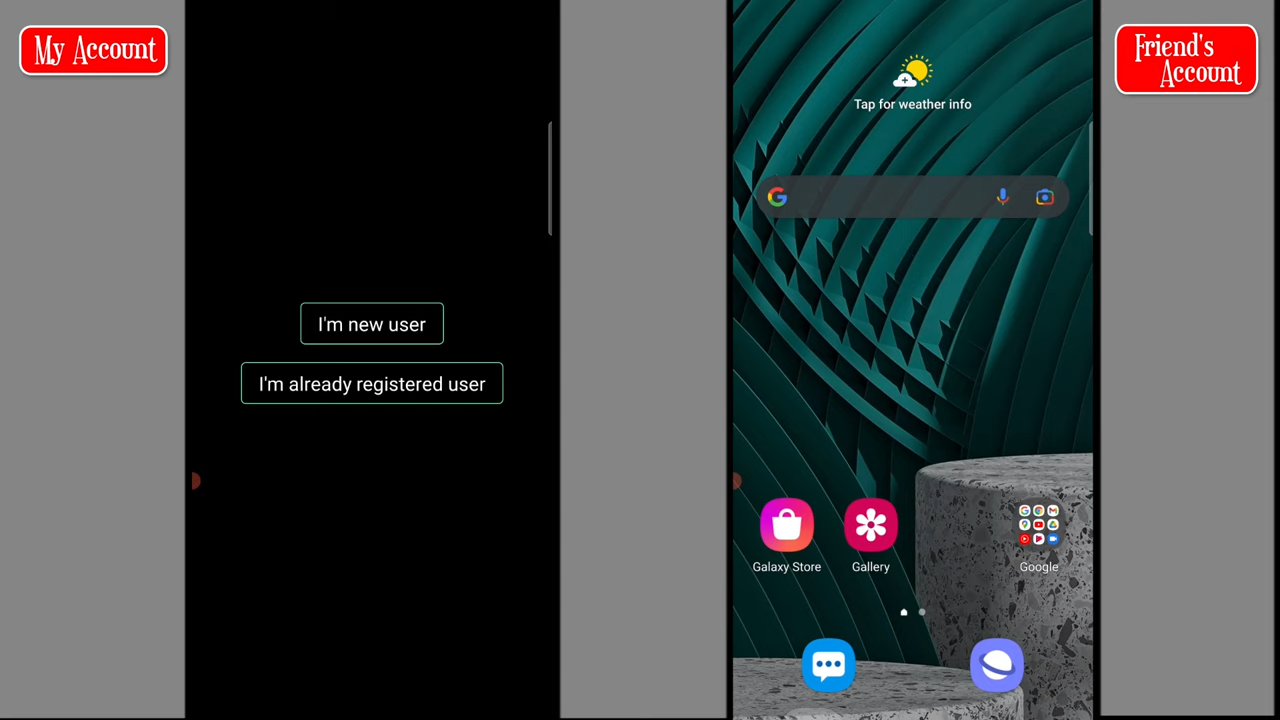 My Account
I'm new user
I'm already registered user
Friend's
Account
Tap for weather info
G
Galaxy Store
Gallery
Google